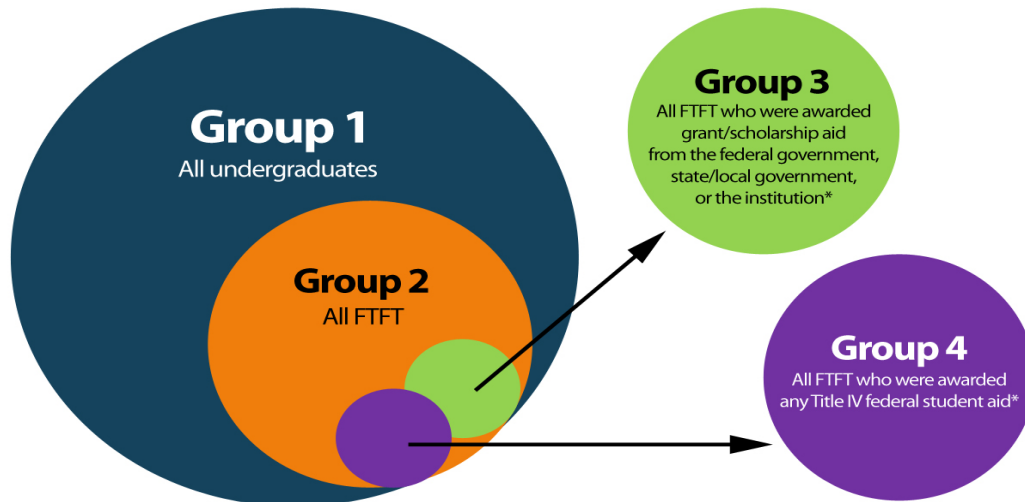 Group 1
All undergraduates
Group 2
All FTFT
Group 3
All FTFT who were awarded
grant/scholarship aid
from the federal government,
state/local government,
or the institution*
Group 4
All FTFT who were awarded
any Title IV federal student aid*